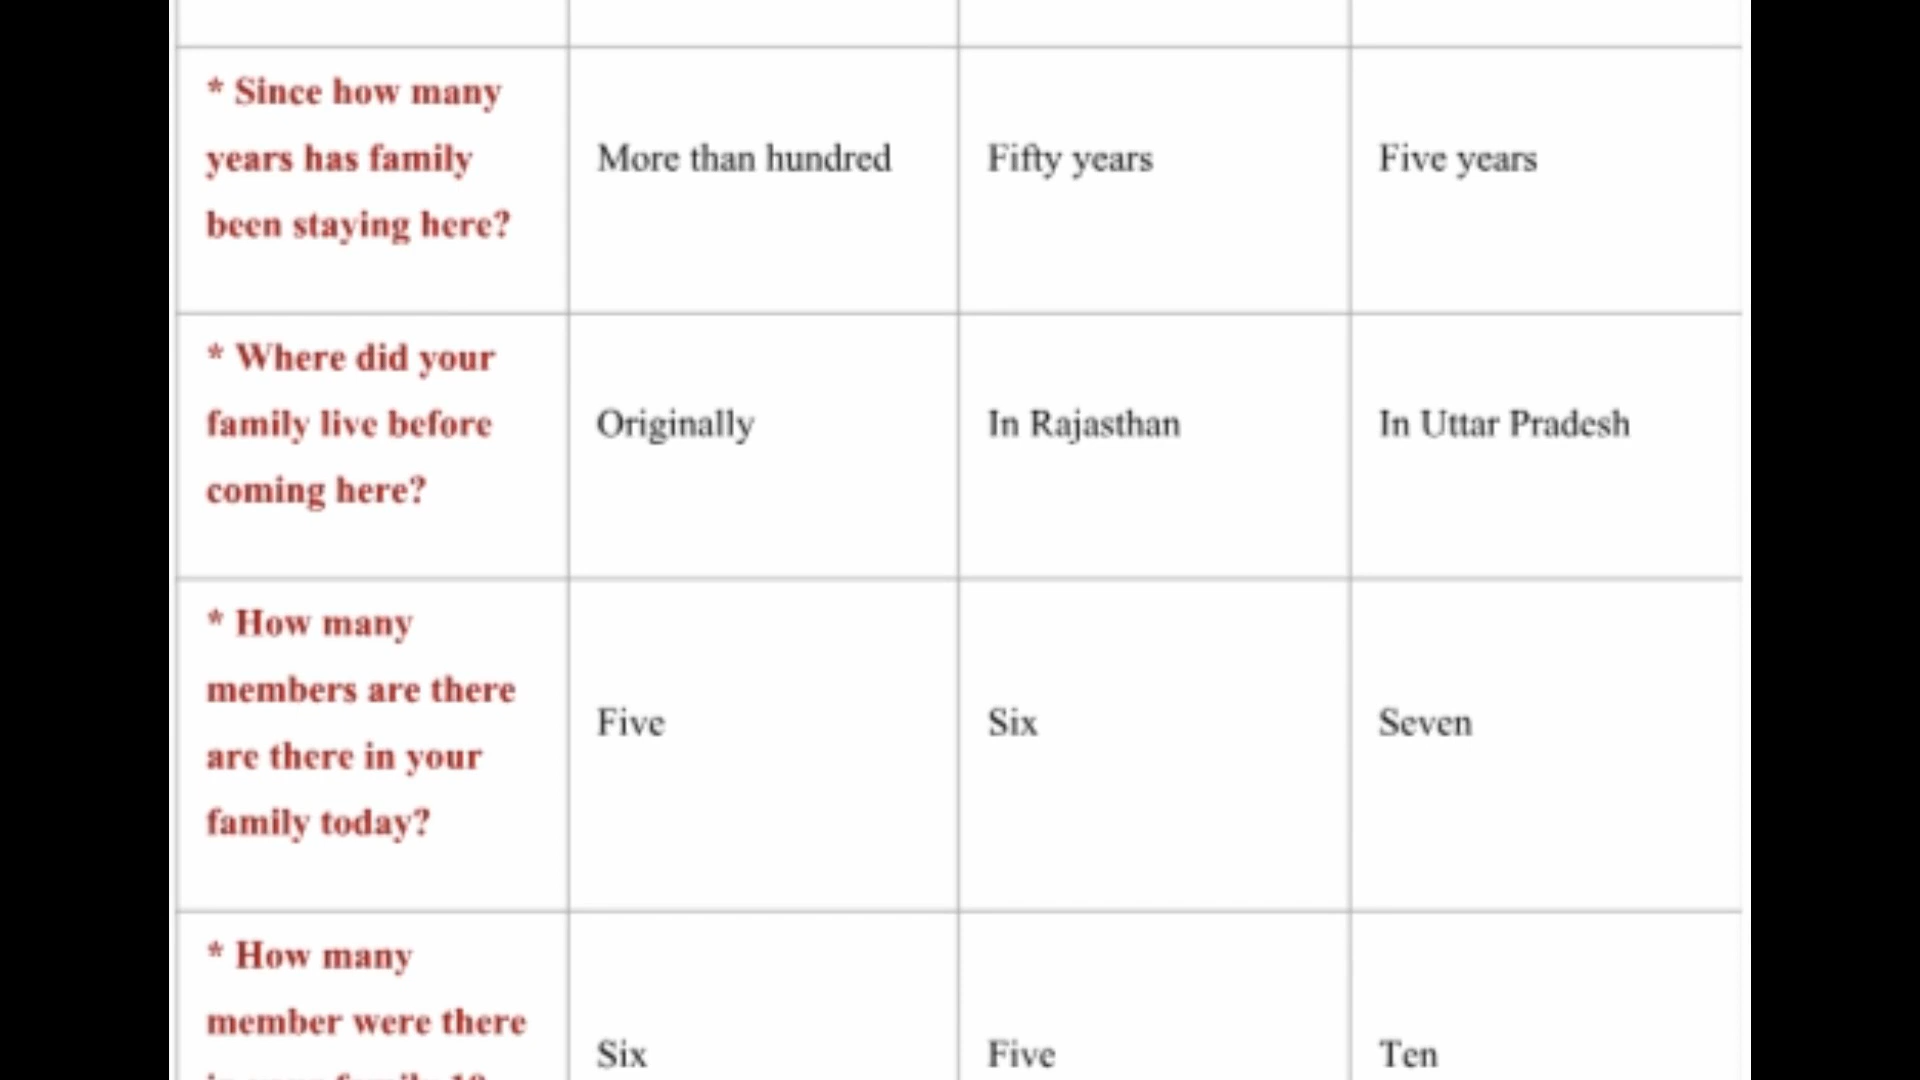 * Since how many
years has family
been staying here?
More than hundred
Fifty years
Five years
* Where did your
family live before
coming here?
Originally
In Rajasthan
In Uttar Pradesh
* How many
members are there
are there in your
family today?
Five
Six
Seven
* How many
member were there
Six
Five
Ten